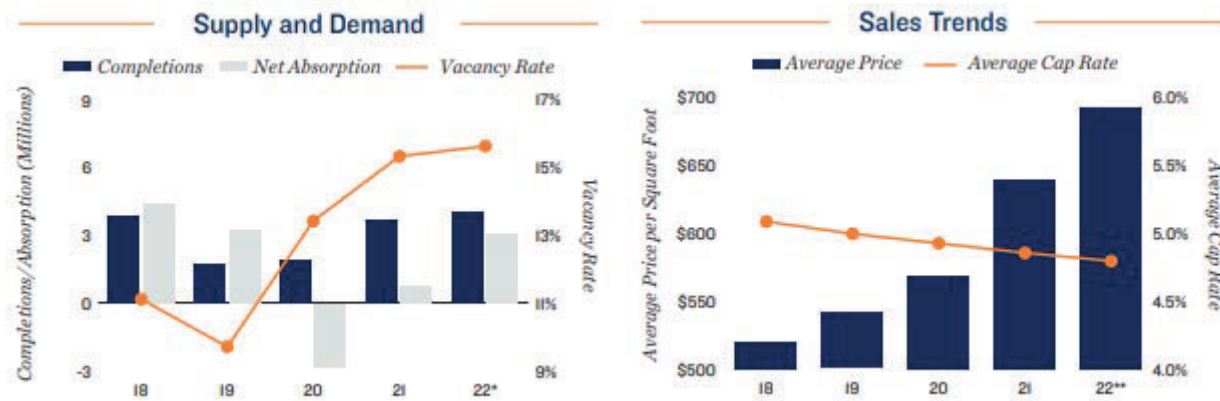 Supply and Demand
Completions Net Absorption Vacancy Rate
Completions/Absorption (Millions)
9
6
3
0
-3
17%
15%
13%
11%
9%
Vacancy Rate
18 19 20 21 22*
Sales Trends
Average Price Average Cap Rate
Average Price per Square Foot
$700
$650
$600
$550
$500
6.0%
5.5%
5.0%
4.5%
4.0%
Average Cap Rate
18 19 20 21 22**